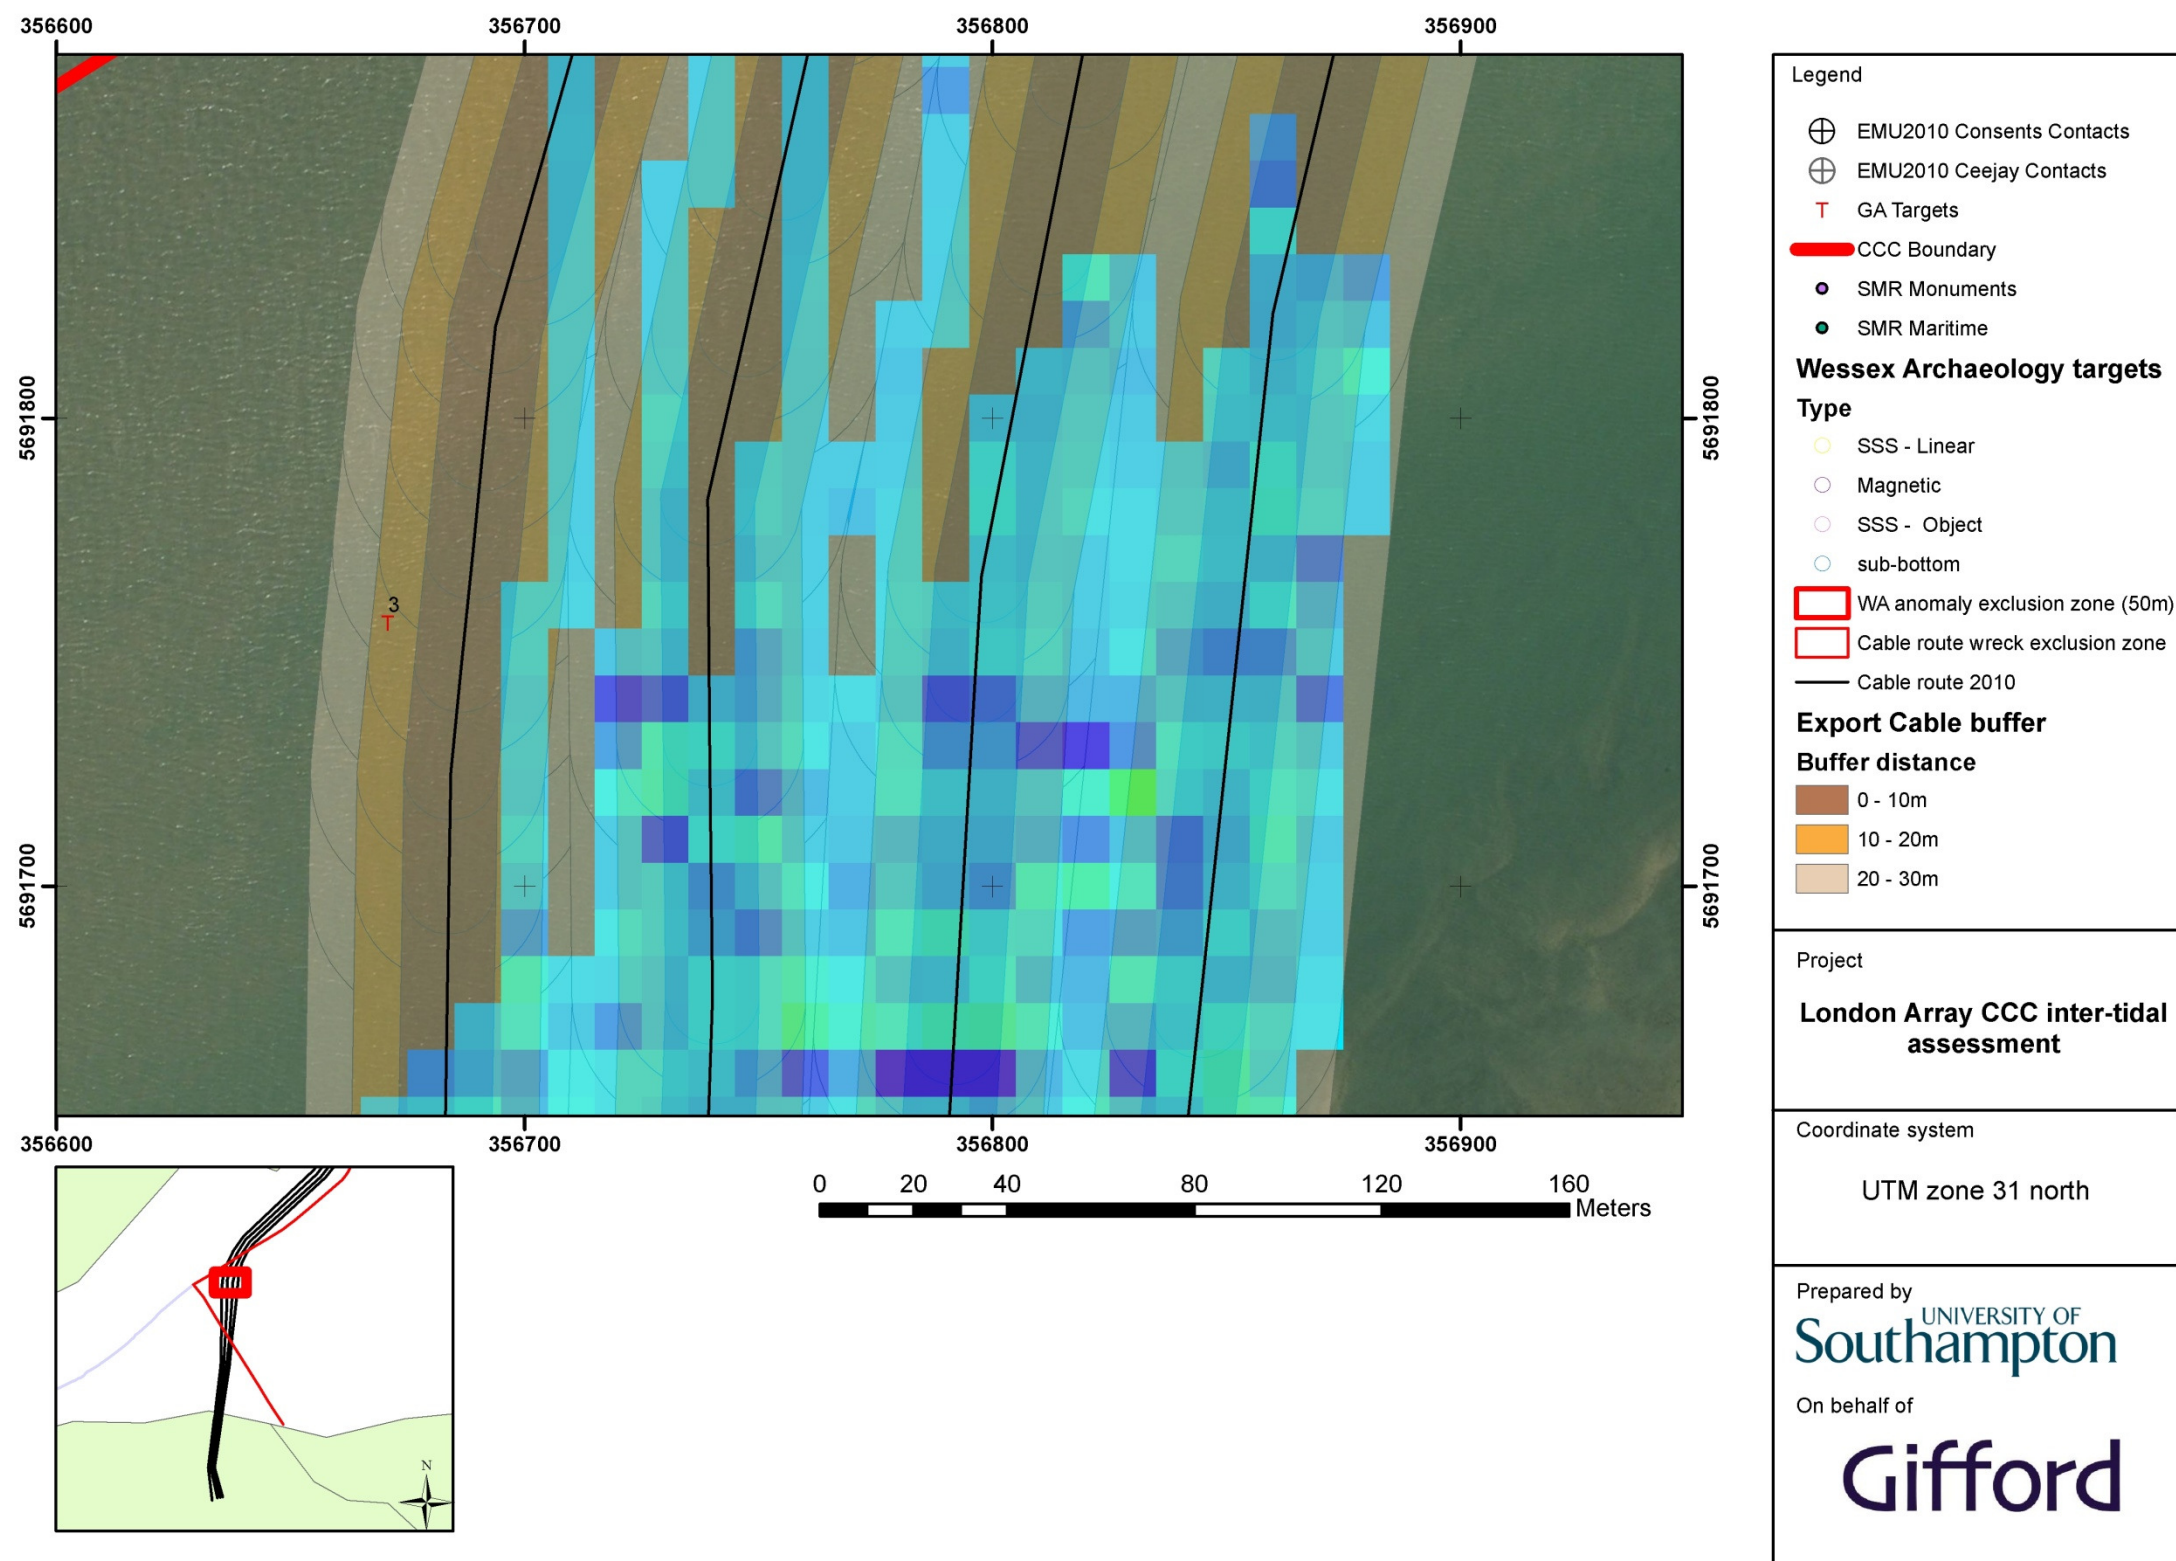 356600 356700 356800 356900
5691800
5691700
3
T
5691800
5691700
356600 356700 356800 356900
0 20 40 80 120 160
Meters
N
Legend
EMU2010 Consents Contacts
EMU2010 Ceejay Contacts
T GA Targets
CCC Boundary
SMR Monuments
SMR Maritime
Wessex Archaeology targets
Type
SSS - Linear
Magnetic
SSS - Object
sub-bottom
WA anomaly exclusion zone (50m)
Cable route wreck exclusion zone
Cable route 2010
Export Cable buffer
Buffer distance
0 - 10m
10 - 20m
20 - 30m
Project
London Array CCC inter-tidal
assessment
Coordinate system
UTM zone 31 north
Prepared by
UNIVERSITY OF
Southampton
On behalf of
Gifford